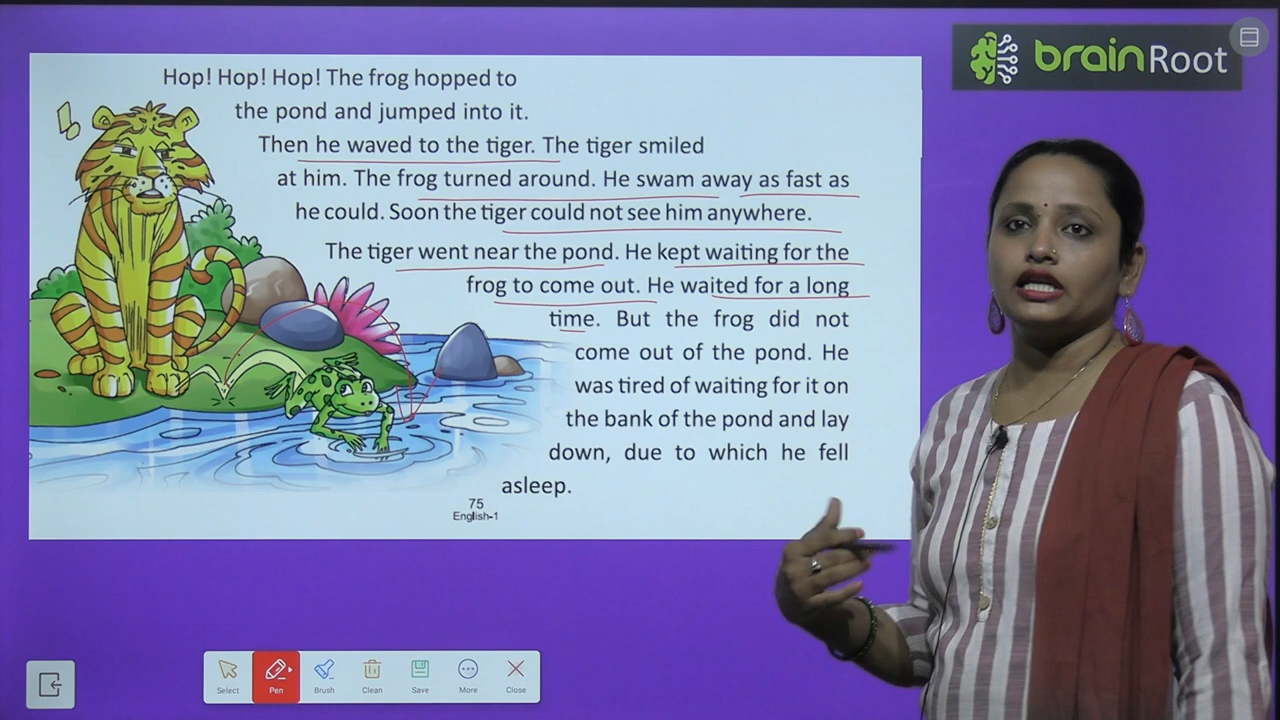 Hop! Hop! Hop! The frog hopped to
the pond and jumped into it.
Then he waved to the tiger. The tiger smiled
at him. The frog turned around. He swam away as fast as
he could. Soon the tiger could not see him anywhere.
The tiger went near the pond. He kept waiting for the
frog to come out. He waited for a long
time. But the frog did not
come out of the pond. He
was tired of waiting for it on
the bank of the pond and lay
down, due to which he fell
asleep.
75
English-1
brainRoot
Select
Pen
Brush
Clean
Save
More
Close